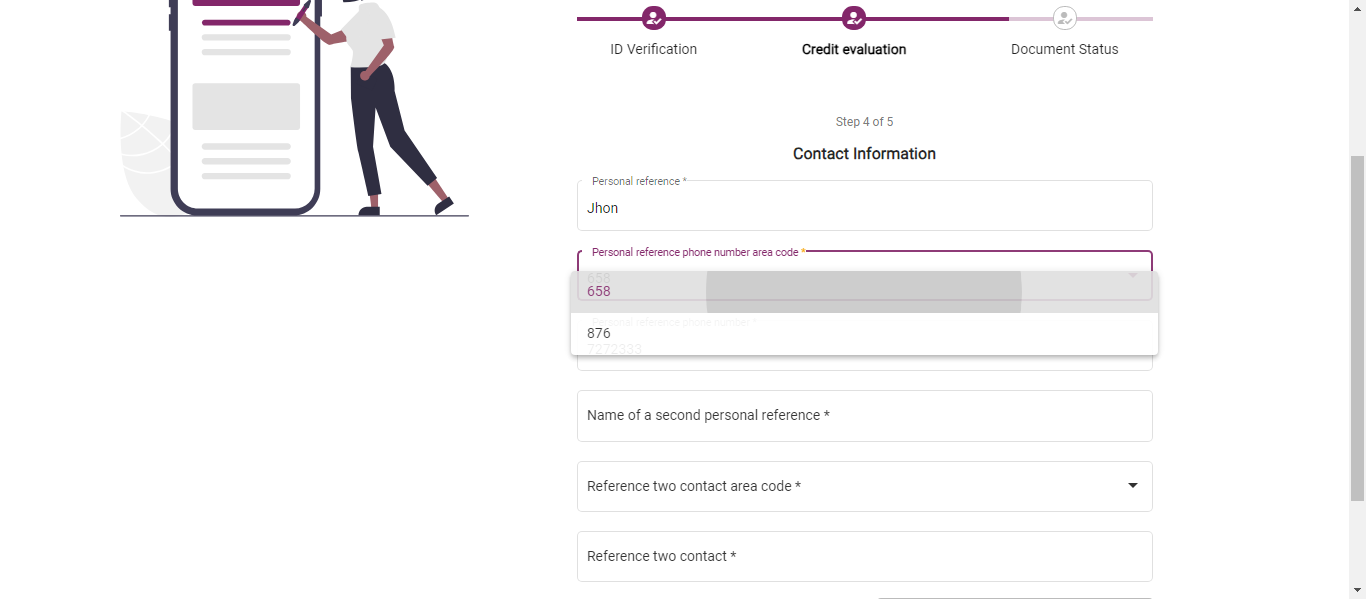 ID Verification
Credit evaluation
Document Status
Step 4 of 5
Contact Information
Personal reference *
Jhon
Personal reference phone number area code *
658
658
Personal reference phone number *
876
7272333
Name of a second personal reference *
Reference two contact area code *
Reference two contact *